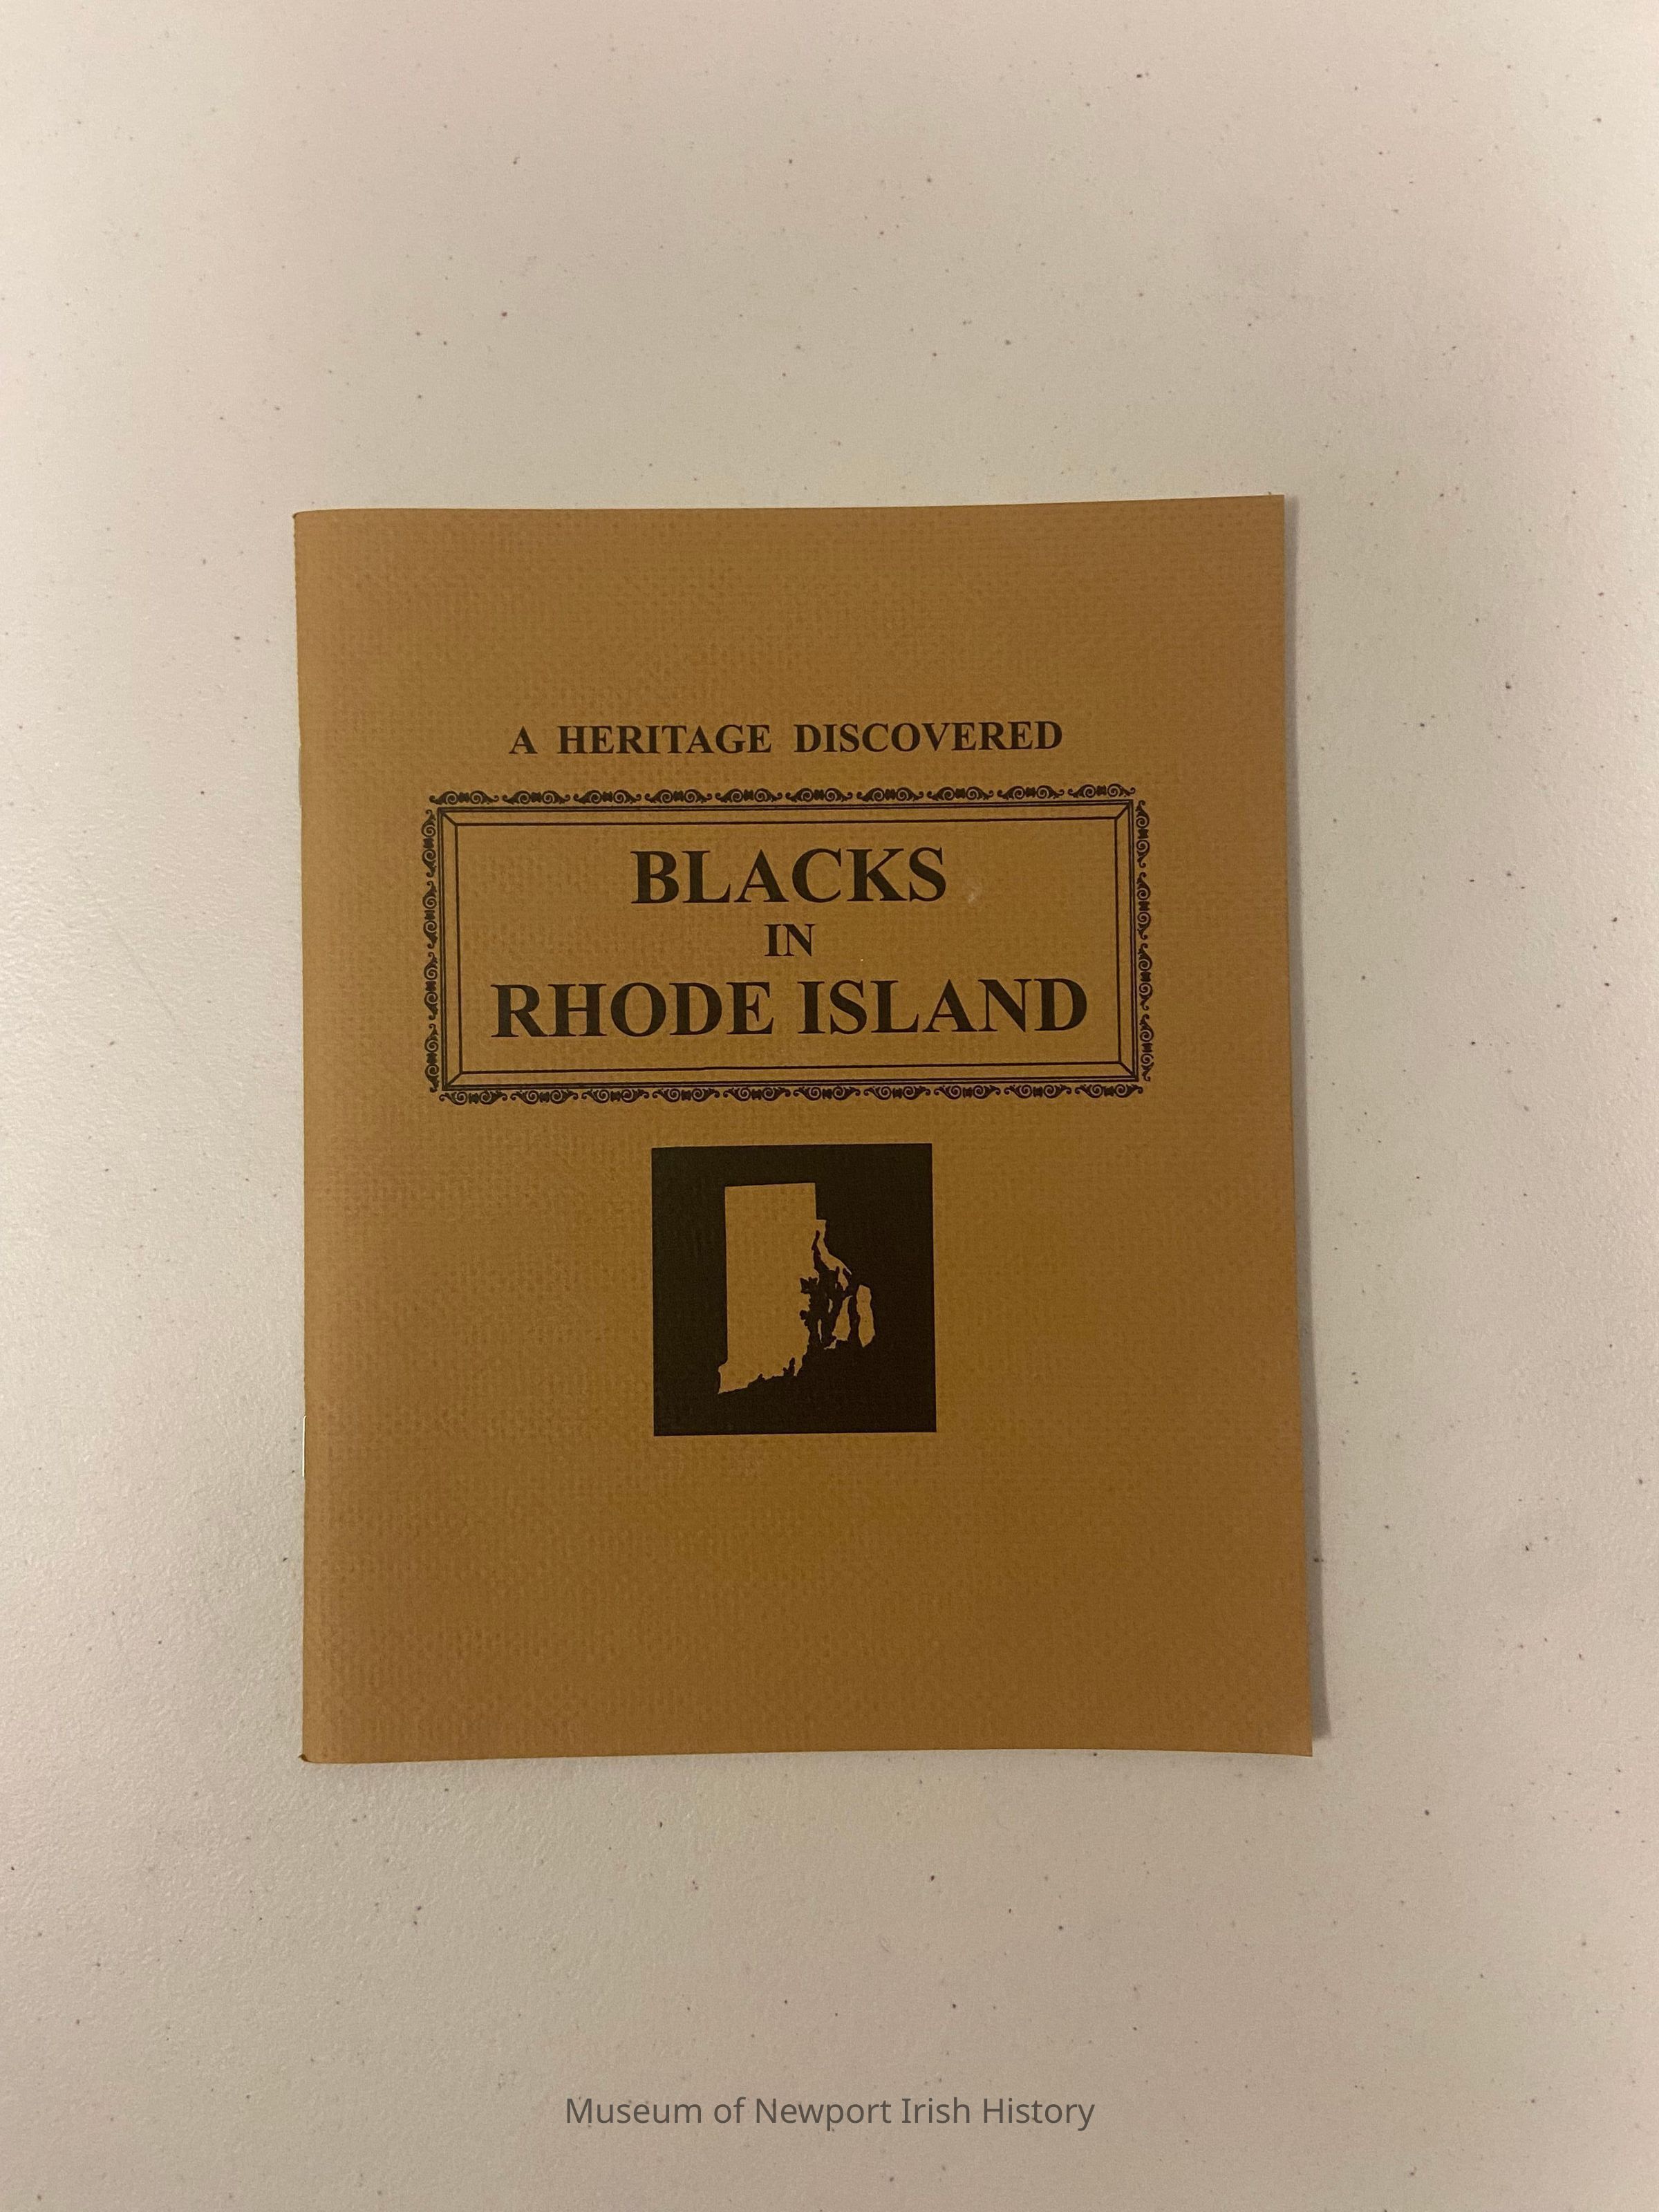 A HERITAGE DISCOVERED
BLACKS
IN
RHODE ISLAND
Museum of Newport Irish History